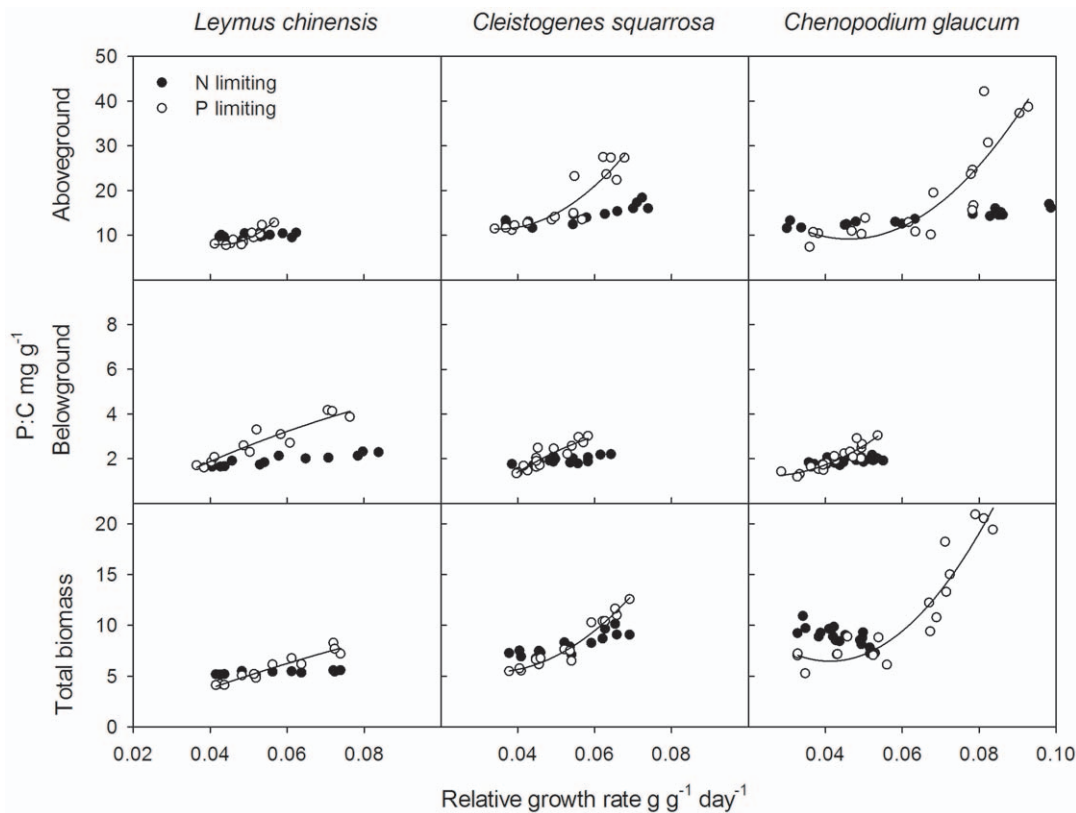 Leymus chinensis Cleistogenes squarrosa Chenopodium glaucum
N limiting
P limiting
Aboveground
50
40
30
20
10
P:C mg g-1
Belowground
8
6
4
2
Total biomass
20
15
10
5
0
0.02 0.04 0.06 0.08 0.04 0.06 0.08 0.04 0.06 0.08 0.10
Relative growth rate g g-1 day-1